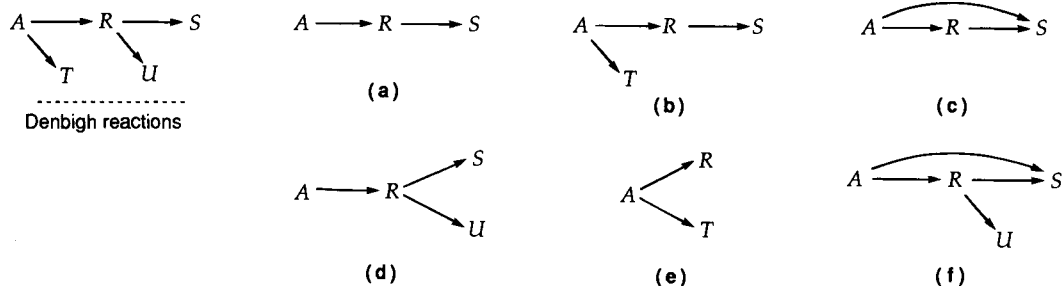 A R S
T U
Denbigh reactions
A R S
(a)
A R S
T
(b)
A R S
(c)
A R S
U
(d)
A R
T
(e)
A R S
U
(f)